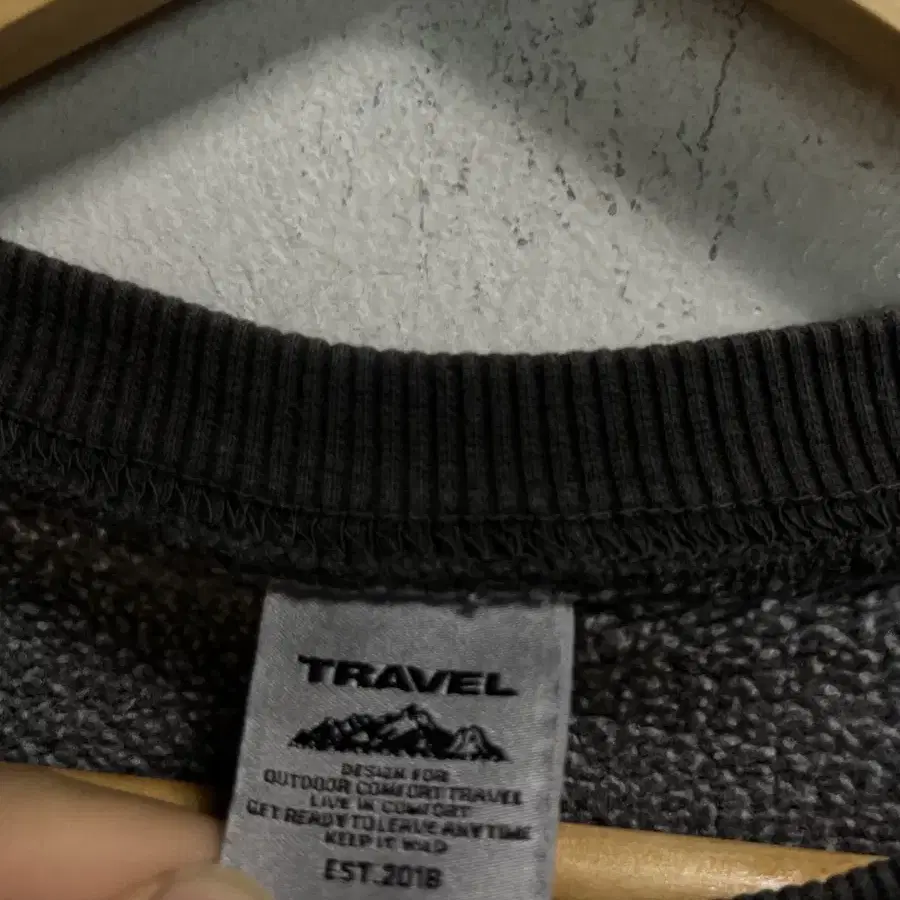 TRAVEL
DESIGN FOR
OUTDOOR COMFORT TRAVEL
LIVE IN COMFORT
GET READY TO LEAVE ANYTIME
KEEP IT WILD
EST.2018